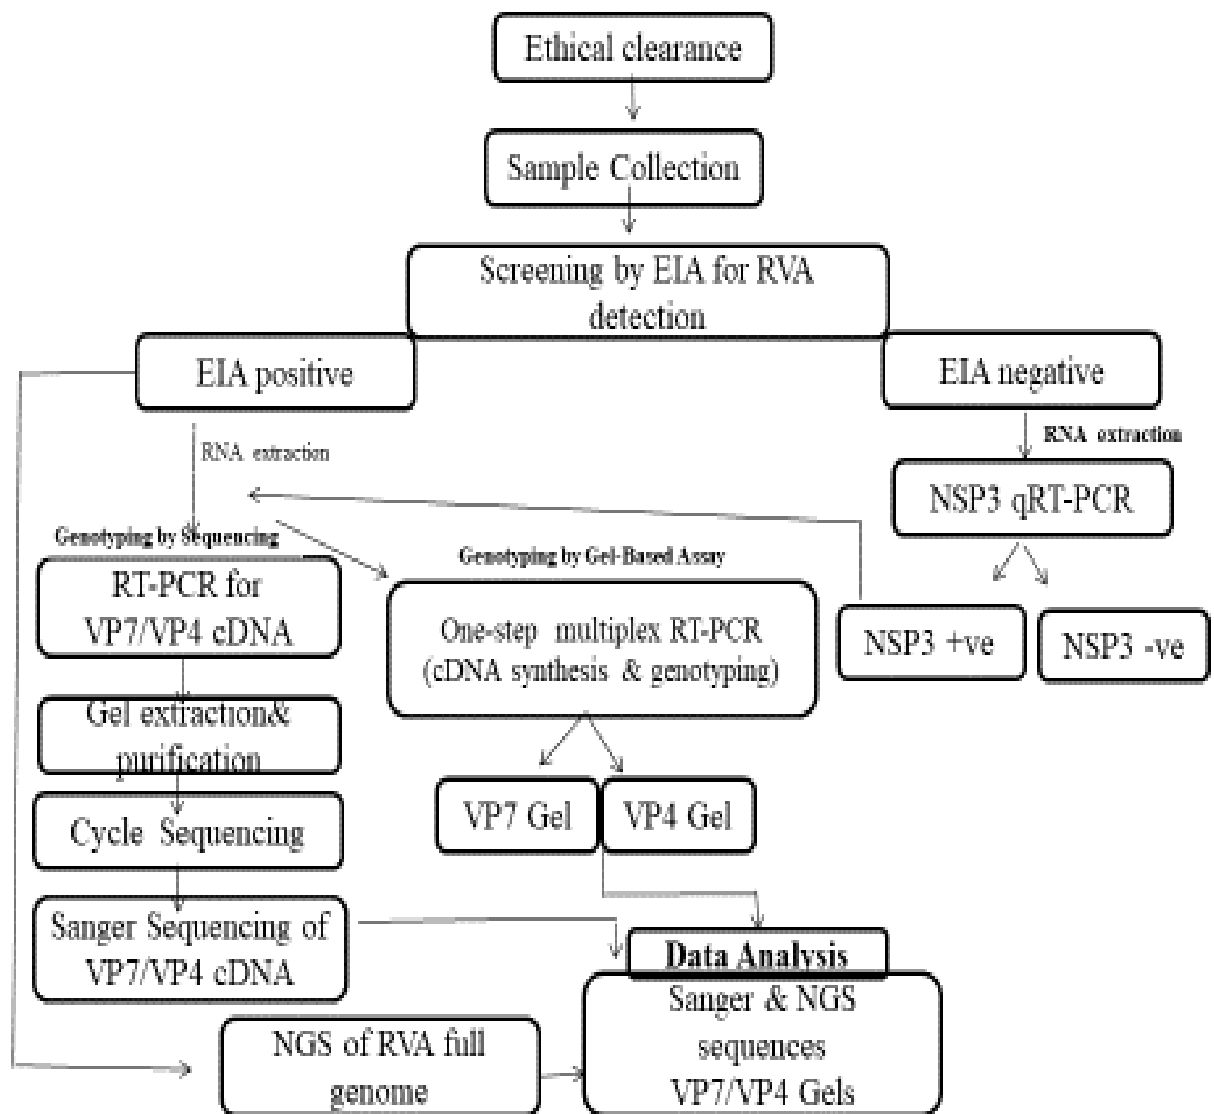 Ethical clearance
Sample Collection
Screening by EIA for RVA
detection
EIA positive
EIA negative
RNA extraction
RNA extraction
NSP3 qRT-PCR
Genotyping by Sequencing
Genotyping by Gel-Based Assay
RT-PCR for
VP7/VP4 cDNA
One-step multiplex RT-PCR
(cDNA synthesis & genotyping)
NSP3 +ve
NSP3 -ve
Gel extraction&
purification
VP7 Gel
VP4 Gel
Cycle Sequencing
Sanger Sequencing of
VP7/VP4 cDNA
Data Analysis
Sanger & NGS
sequences
VP7/VP4 Gels
NGS of RVA full
genome